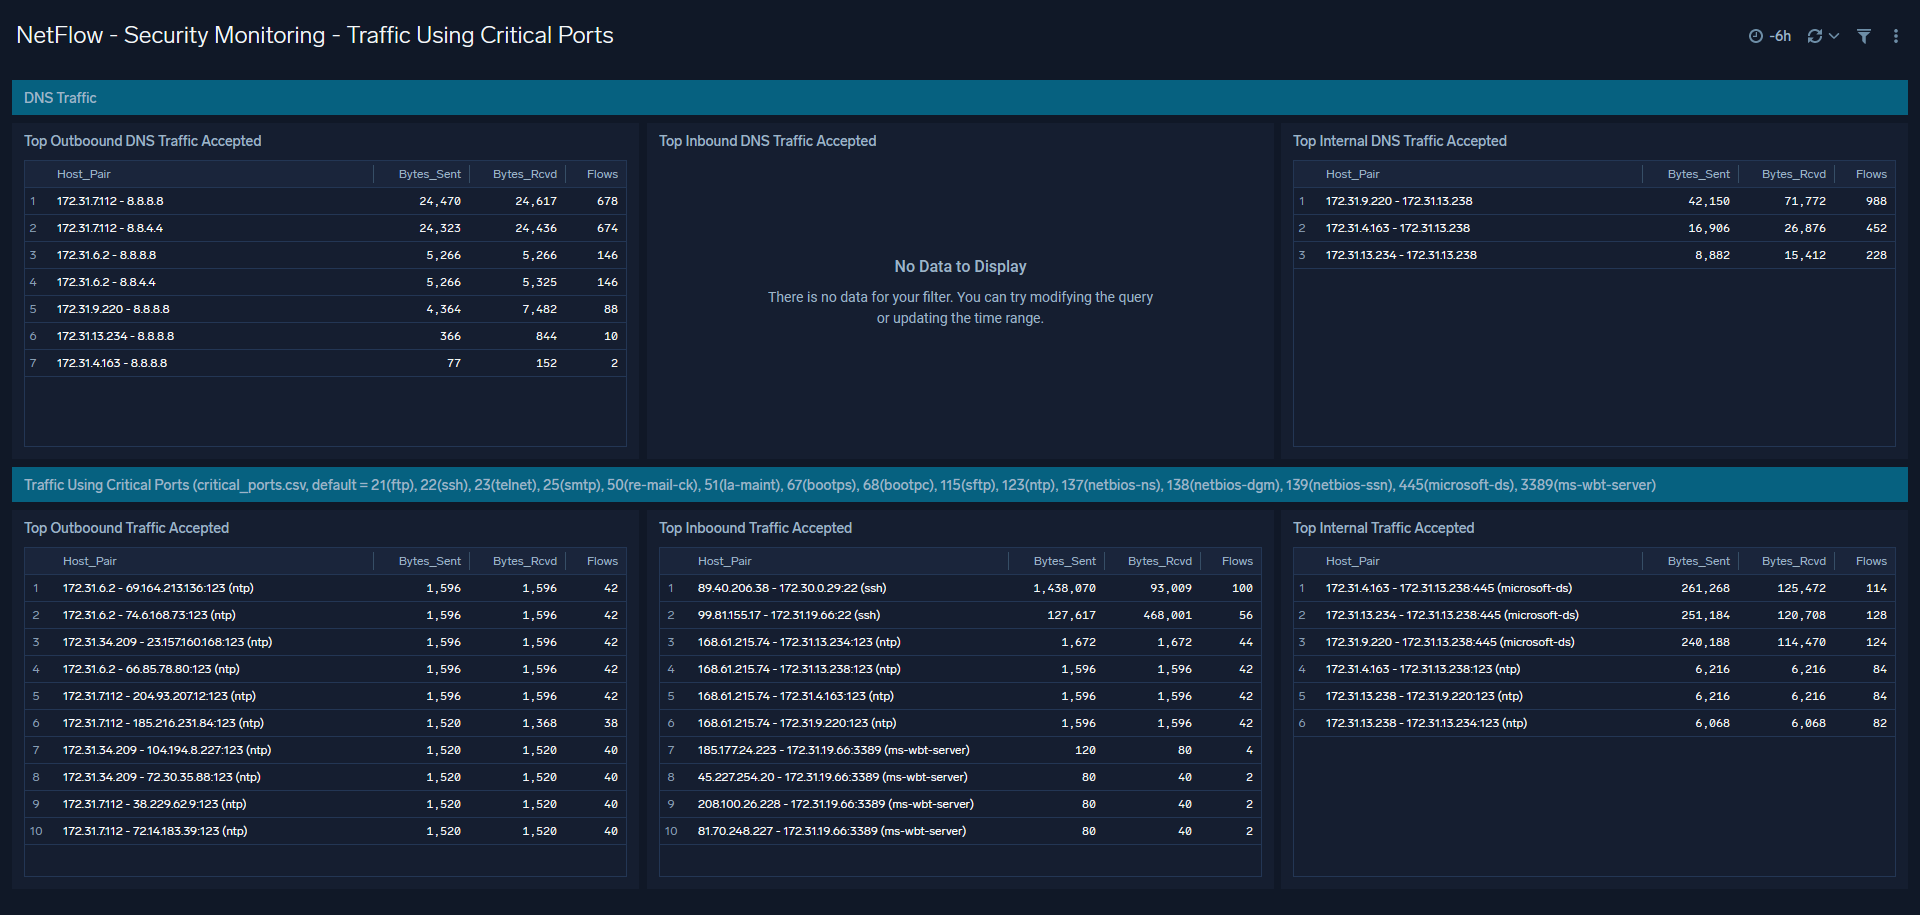 NetFlow - Security Monitoring - Traffic Using Critical Ports
-6h
DNS Traffic
Top Outboound DNS Traffic Accepted
Host_Pair Bytes_Sent Bytes_Rcvd Flows
1 172.31.7.112 - 8.8.8.8 24,470 24,617 678
2 172.31.7.112 - 8.8.4.4 24,323 24,436 674
3 172.31.6.2 - 8.8.8.8 5,266 5,266 146
4 172.31.6.2 - 8.8.4.4 5,266 5,325 146
5 172.31.9.220 - 8.8.8.8 4,364 7,482 88
6 172.31.13.234 - 8.8.8.8 366 844 10
7 172.31.4.163 - 8.8.8.8 77 152 2
Top Inbound DNS Traffic Accepted
No Data to Display
There is no data for your filter. You can try modifying the query
or updating the time range.
Top Internal DNS Traffic Accepted
Host_Pair Bytes_Sent Bytes_Rcvd Flows
1 172.31.9.220 - 172.31.13.238 42,150 71,772 988
2 172.31.4.163 - 172.31.13.238 16,906 26,876 452
3 172.31.13.234 - 172.31.13.238 8,882 15,412 228
Traffic Using Critical Ports (critical_ports.csv, default = 21(ftp), 22(ssh), 23(telnet), 25(smtp), 50(re-mail-ck), 51(la-maint), 67(bootps), 68(bootpc), 115(sftp), 123(ntp), 137(netbios-ns), 138(netbios-dgm), 139(netbios-ssn), 445(microsoft-ds), 3389(ms-wbt-server)
Top Outboound Traffic Accepted
Host_Pair Bytes_Sent Bytes_Rcvd Flows
1 172.31.6.2 - 69.164.213.136:123 (ntp) 1,596 1,596 42
2 172.31.6.2 - 74.6.168.73:123 (ntp) 1,596 1,596 42
3 172.31.34.209 - 23.157.160.168:123 (ntp) 1,596 1,596 42
4 172.31.6.2 - 66.85.78.80:123 (ntp) 1,596 1,596 42
5 172.31.7.112 - 204.93.207.12:123 (ntp) 1,596 1,596 42
6 172.31.7.112 - 185.216.231.84:123 (ntp) 1,520 1,368 38
7 172.31.34.209 - 104.194.8.227:123 (ntp) 1,520 1,520 40
8 172.31.34.209 - 72.30.35.88:123 (ntp) 1,520 1,520 40
9 172.31.7.112 - 38.229.62.9:123 (ntp) 1,520 1,520 40
10 172.31.7.112 - 72.14.183.39:123 (ntp) 1,520 1,520 40
Top Inboound Traffic Accepted
Host_Pair Bytes_Sent Bytes_Rcvd Flows
1 89.40.206.38 - 172.30.0.29:22 (ssh) 1,438,070 93,009 100
2 99.81.155.17 - 172.31.19.66:22 (ssh) 127,617 468,001 56
3 168.61.215.74 - 172.31.13.234:123 (ntp) 1,672 1,672 44
4 168.61.215.74 - 172.31.13.238:123 (ntp) 1,596 1,596 42
5 168.61.215.74 - 172.31.4.163:123 (ntp) 1,596 1,596 42
6 168.61.215.74 - 172.31.9.220:123 (ntp) 1,596 1,596 42
7 185.177.24.223 - 172.31.19.66:3389 (ms-wbt-server) 120 80 4
8 45.227.254.20 - 172.31.19.66:3389 (ms-wbt-server) 80 40 2
9 208.100.26.228 - 172.31.19.66:3389 (ms-wbt-server) 80 40 2
10 81.70.248.227 - 172.31.19.66:3389 (ms-wbt-server) 80 40 2
Top Internal Traffic Accepted
Host_Pair Bytes_Sent Bytes_Rcvd Flows
1 172.31.4.163 - 172.31.13.238:445 (microsoft-ds) 261,268 125,472 114
2 172.31.13.234 - 172.31.13.238:445 (microsoft-ds) 251,184 120,708 128
3 172.31.9.220 - 172.31.13.238:445 (microsoft-ds) 240,188 114,470 124
4 172.31.4.163 - 172.31.13.238:123 (ntp) 6,216 6,216 84
5 172.31.13.238 - 172.31.9.220:123 (ntp) 6,216 6,216 84
6 172.31.13.238 - 172.31.13.234:123 (ntp) 6,068 6,068 82